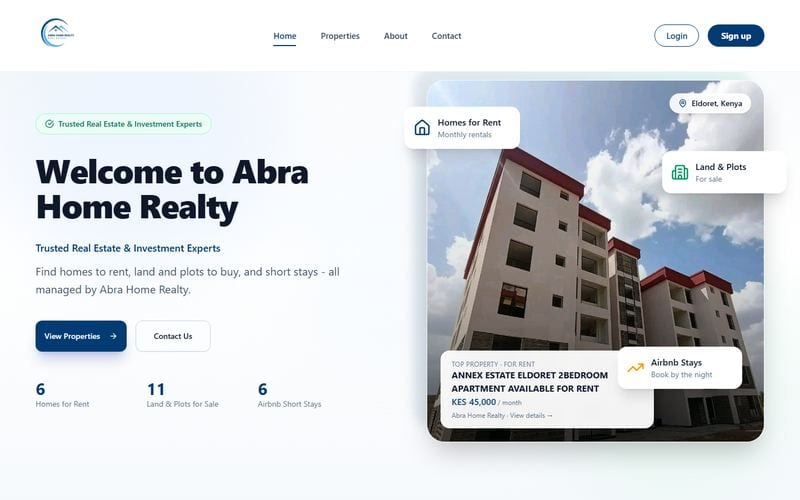 ABRA HOME REALTY
Home
Properties
About
Contact
Login
Sign up
Trusted Real Estate & Investment Experts
Welcome to Abra
Home Realty
Trusted Real Estate & Investment Experts
Find homes to rent, land and plots to buy, and short stays - all
managed by Abra Home Realty.
View Properties →
Contact Us
6
Homes for Rent
11
Land & Plots for Sale
6
Airbnb Short Stays
Eldoret, Kenya
Homes for Rent
Monthly rentals
Land & Plots
For sale
Airbnb Stays
Book by the night
TOP PROPERTY - FOR RENT
ANNEX ESTATE ELDORET 2BEDROOM
APARTMENT AVAILABLE FOR RENT
KES 45,000 / month
Abra Home Realty · View details →